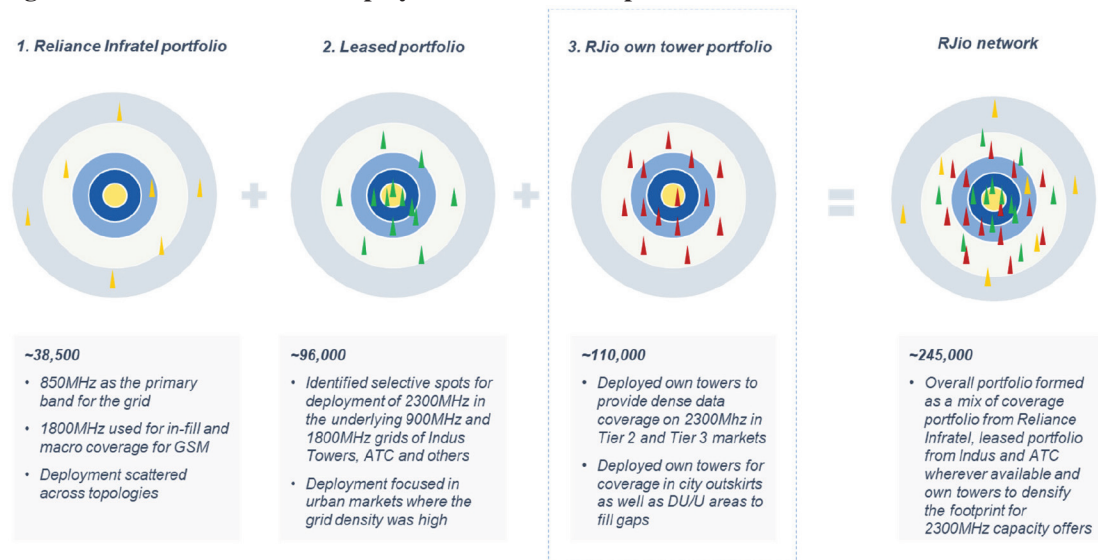 1. Reliance Infratel portfolio
2. Leased portfolio
3. RJio own tower portfolio
RJio network
~38,500
• 850MHz as the primary
band for the grid
• 1800MHz used for in-fill and
macro coverage for GSM
• Deployment scattered
across topologies
~96,000
• Identified selective spots for
deployment of 2300MHz in
the underlying 900MHz and
1800MHz grids of Indus
Towers, ATC and others
• Deployment focused in
urban markets where the
grid density was high
~110,000
• Deployed own towers to
provide dense data
coverage on 2300Mhz in
Tier 2 and Tier 3 markets
• Deployed own towers for
coverage in city outskirts
as well as DU/U areas to
fill gaps
~245,000
• Overall portfolio formed
as a mix of coverage
portfolio from Reliance
Infratel, leased portfolio
from Indus and ATC
wherever available and
own towers to densify
the footprint for
2300MHz capacity offers